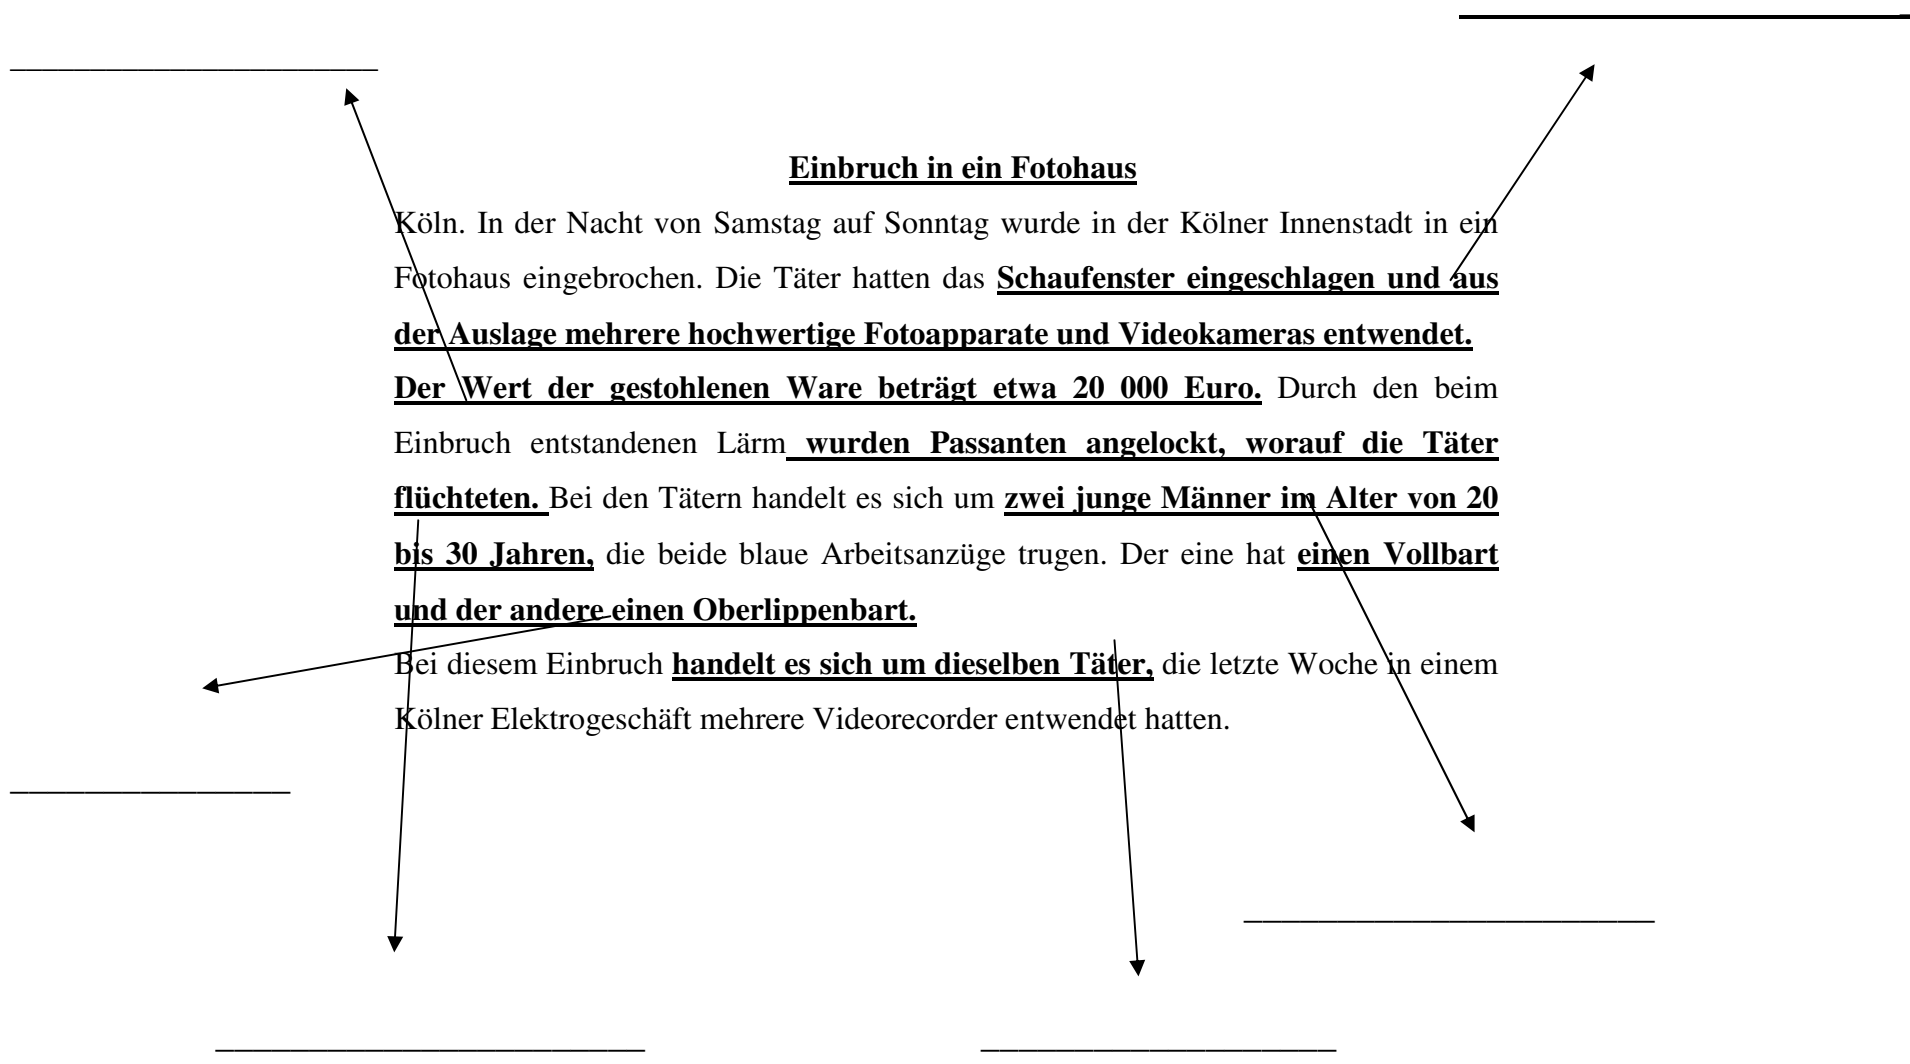 Einbruch in ein Fotohaus
Köln. In der Nacht von Samstag auf Sonntag wurde in der Kölner Innenstadt in ein
Fotohaus eingebrochen. Die Täter hatten das Schaufenster eingeschlagen und aus
der Auslage mehrere hochwertige Fotoapparate und Videokameras entwendet.
Der Wert der gestohlenen Ware beträgt etwa 20 000 Euro. Durch den beim
Einbruch entstandenen Lärm wurden Passanten angelockt, worauf die Täter
flüchteten. Bei den Tätern handelt es sich um zwei junge Männer im Alter von 20
bis 30 Jahren, die beide blaue Arbeitsanzüge trugen. Der eine hat einen Vollbart
und der andere einen Oberlippenbart.
Bei diesem Einbruch handelt es sich um dieselben Täter, die letzte Woche in einem
Kölner Elektrogeschäft mehrere Videorecorder entwendet hatten.